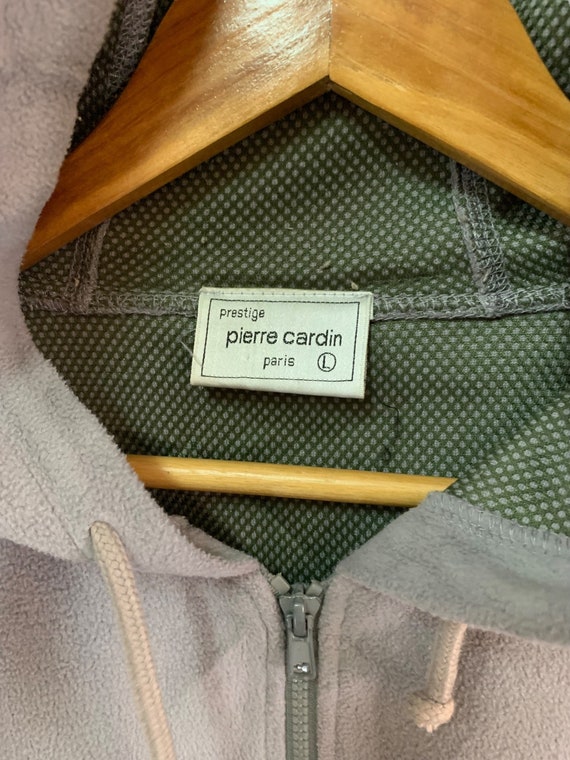 prestige
pierre cardin
paris Ⓛ